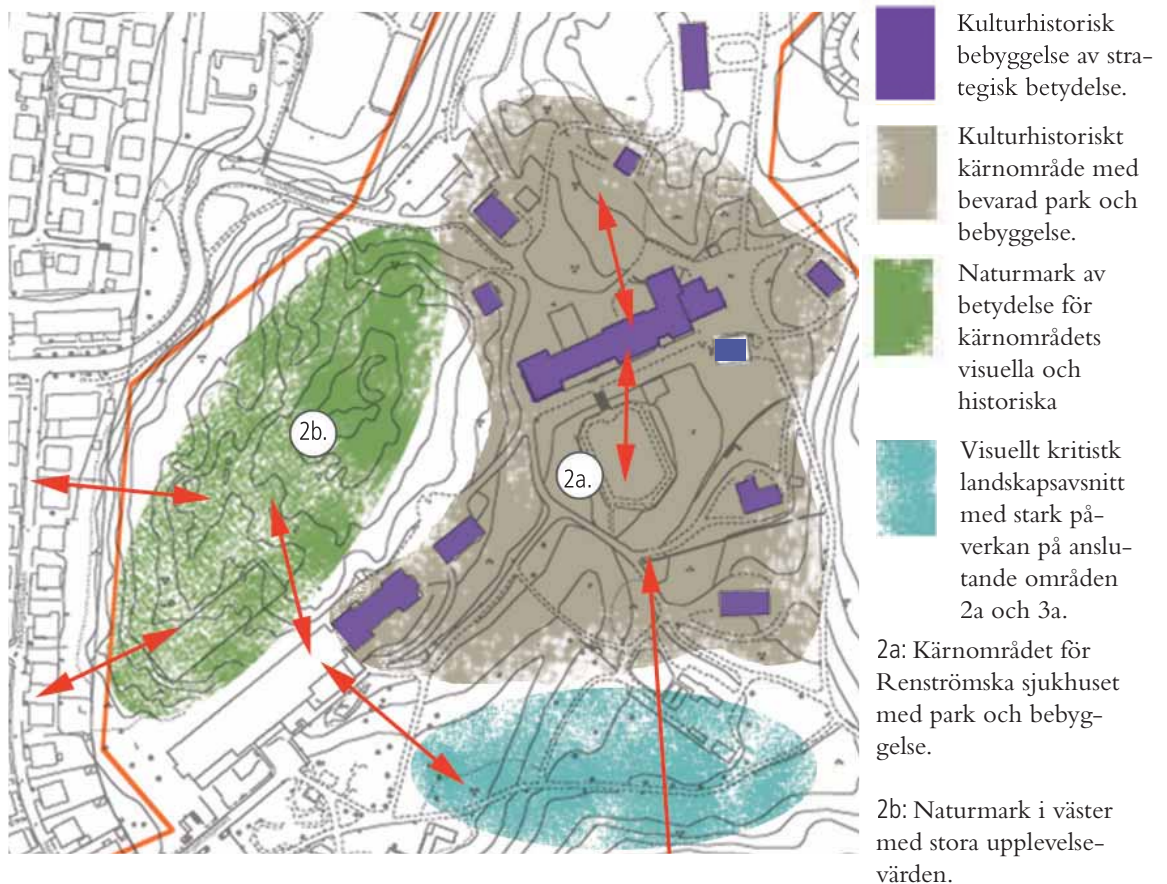 Kulturhistorisk
bebyggelse av stra-
tegisk betydelse.
Kulturhistoriskt
kärnområde med
bevarad park och
bebyggelse.
Naturmark av
betydelse för
kärnområdets
visuella och
historiska
Visuellt kritistk
landskapsavsnitt
med stark på-
verkan på anslu-
tande områden
2a och 3a.
2a: Kärnområdet för
Renströmska sjukhuset
med park och bebyg-
gelse.
2b: Naturmark i väster
med stora upplevelse-
värden.
2b.
2a.